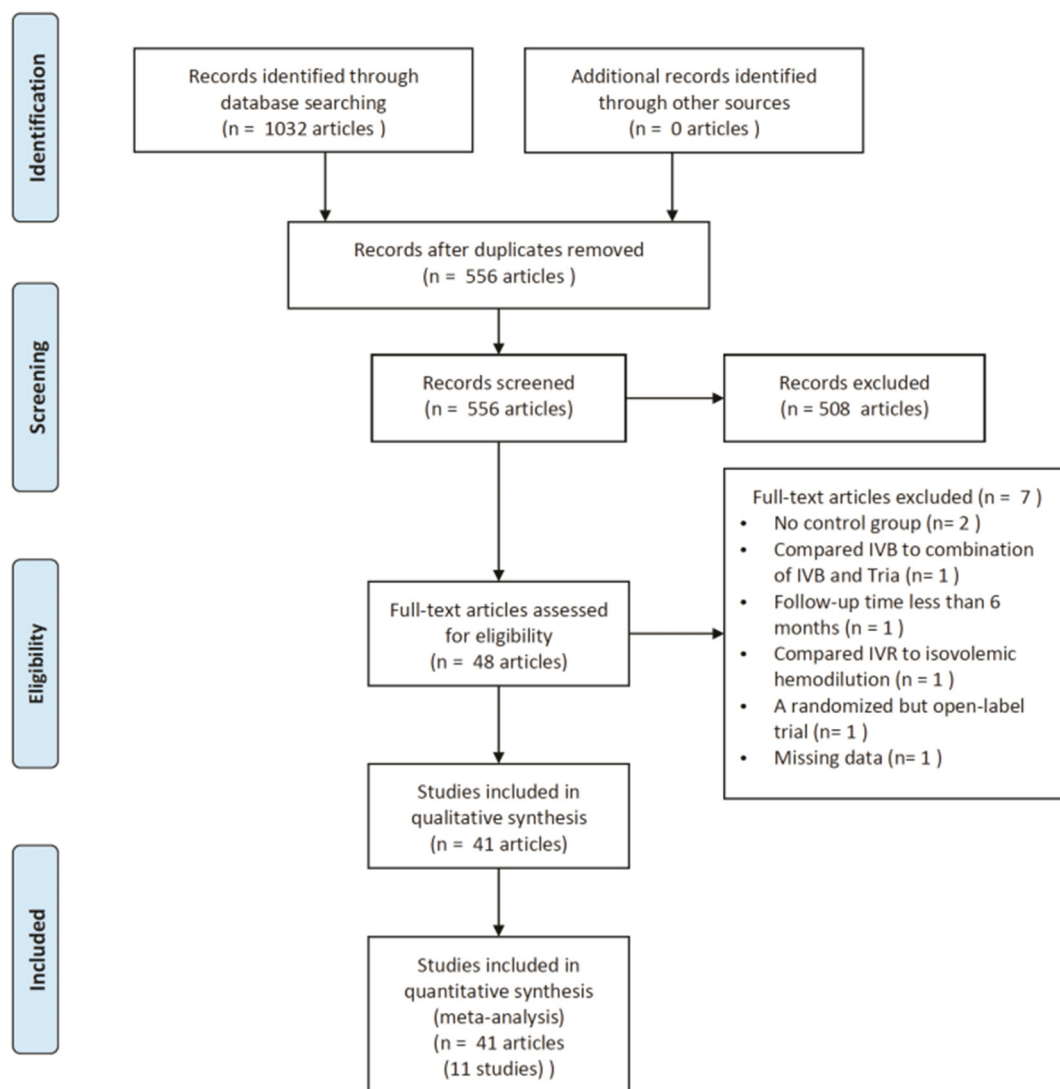 Identification
Records identified through
database searching
(n = 1032 articles )
Additional records identified
through other sources
(n = 0 articles )
Records after duplicates removed
(n = 556 articles )
Screening
Records screened
(n = 556 articles)
Records excluded
(n = 508 articles)
Eligibility
Full-text articles assessed
for eligibility
(n = 48 articles)
Full-text articles excluded (n = 7 )
• No control group (n= 2 )
• Compared IVB to combination
of IVB and Tria (n= 1 )
• Follow-up time less than 6
months (n = 1 )
• Compared IVR to isovolemic
hemodilution (n = 1 )
• A randomized but open-label
trial (n= 1 )
• Missing data (n= 1 )
Studies included in
qualitative synthesis
(n = 41 articles)
Included
Studies included in
quantitative synthesis
(meta-analysis)
(n = 41 articles
(11 studies) )